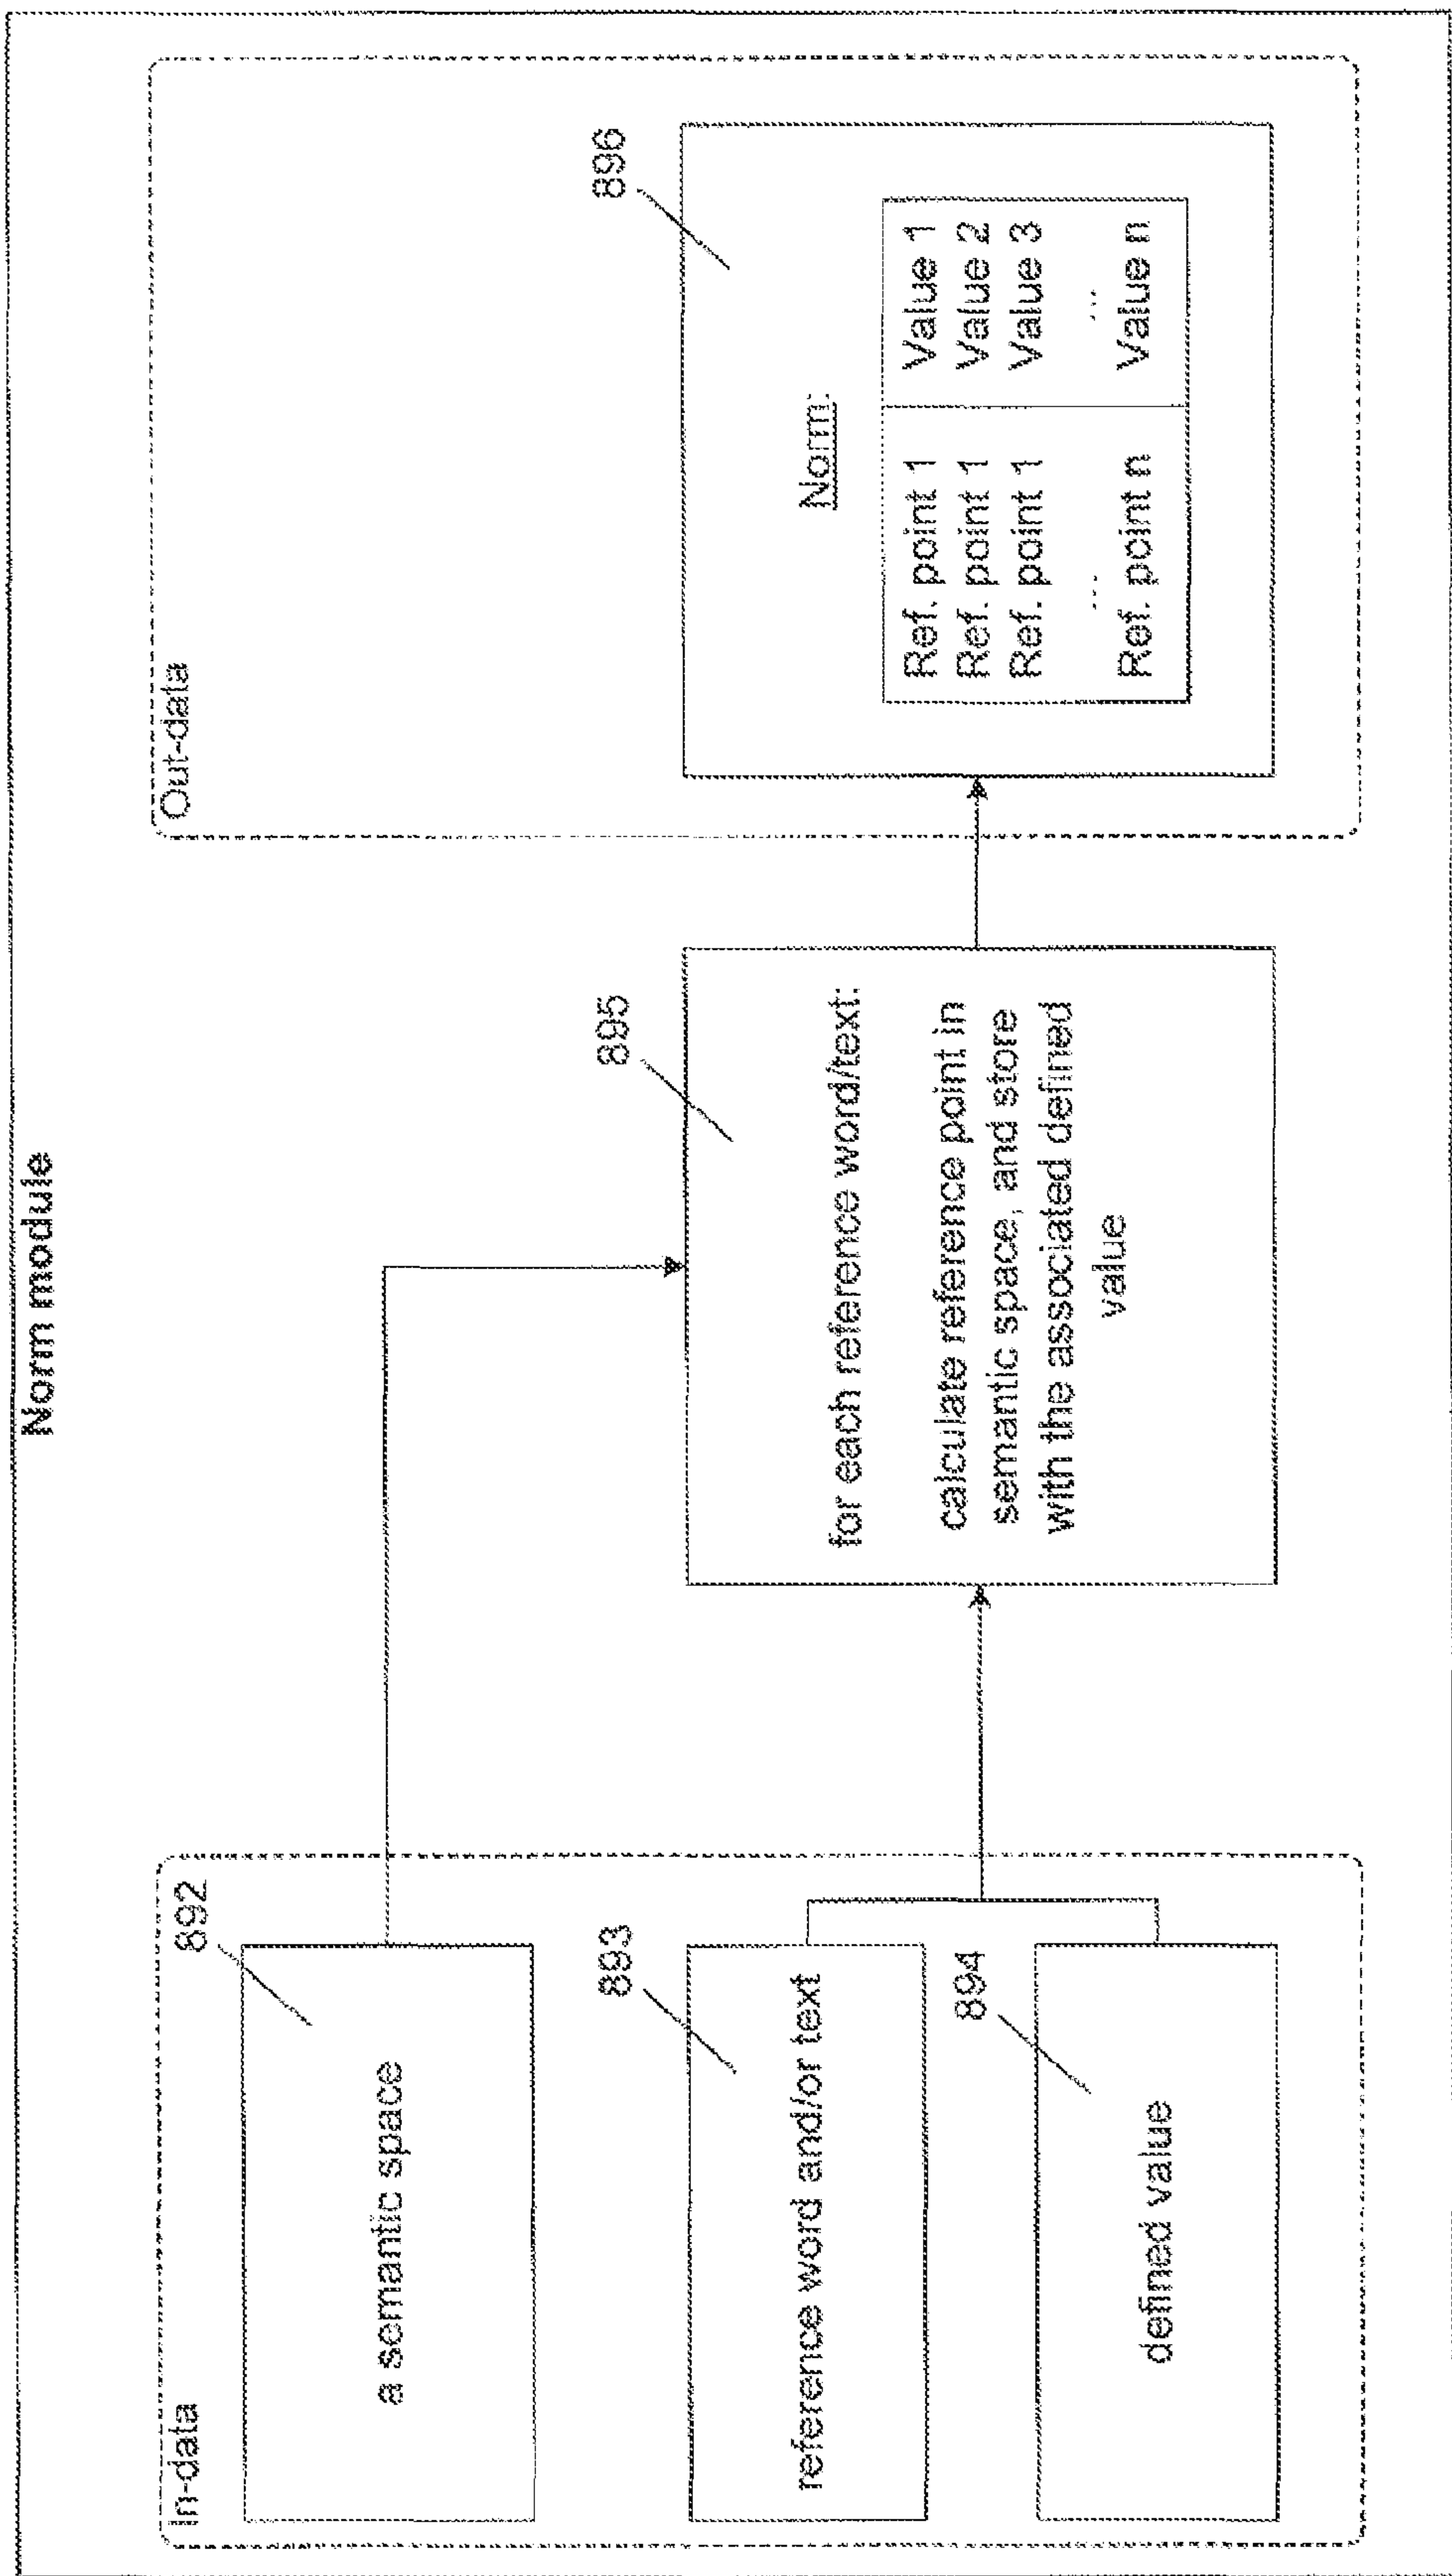 Norm module
In-data
892
a semantic space
893
reference word and/or text
894
defined value
895
for each reference word/text:
calculate reference point in
semantic space, and store
with the associated defined
value
Out-data
896
Norm:
Ref. point 1 Value 1
Ref. point 1 Value 2
Ref. point 1 Value 3
... ...
Ref. point n Value n